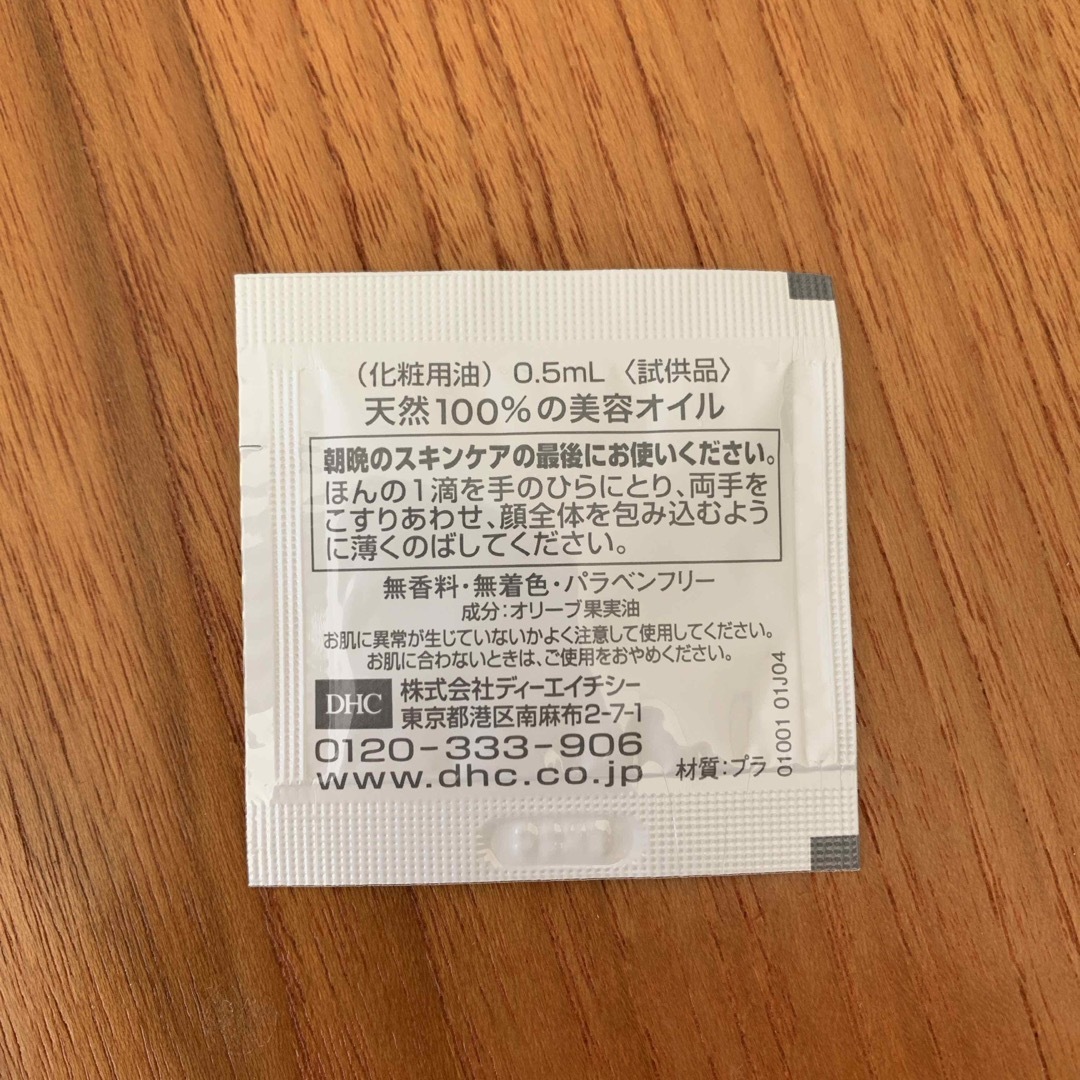 （化粧用油） 0.5mL 〈試供品〉
天然100％の美容オイル
朝晩のスキンケアの最後にお使いください。
ほんの1滴を手のひらにとり、両手を
こすりあわせ、顔全体を包み込むよう
に薄くのばしてください。
無香料・無着色・パラベンフリー
成分：オリーブ果実油
お肌に異常が生じていないかよく注意して使用してください。
お肌に合わないときは、ご使用をおやめください。
DHC 株式会社ディーエイチシー
東京都港区南麻布2-7-1
0120-333-906
www.dhc.co.jp
材質：プラ
01001 01J04